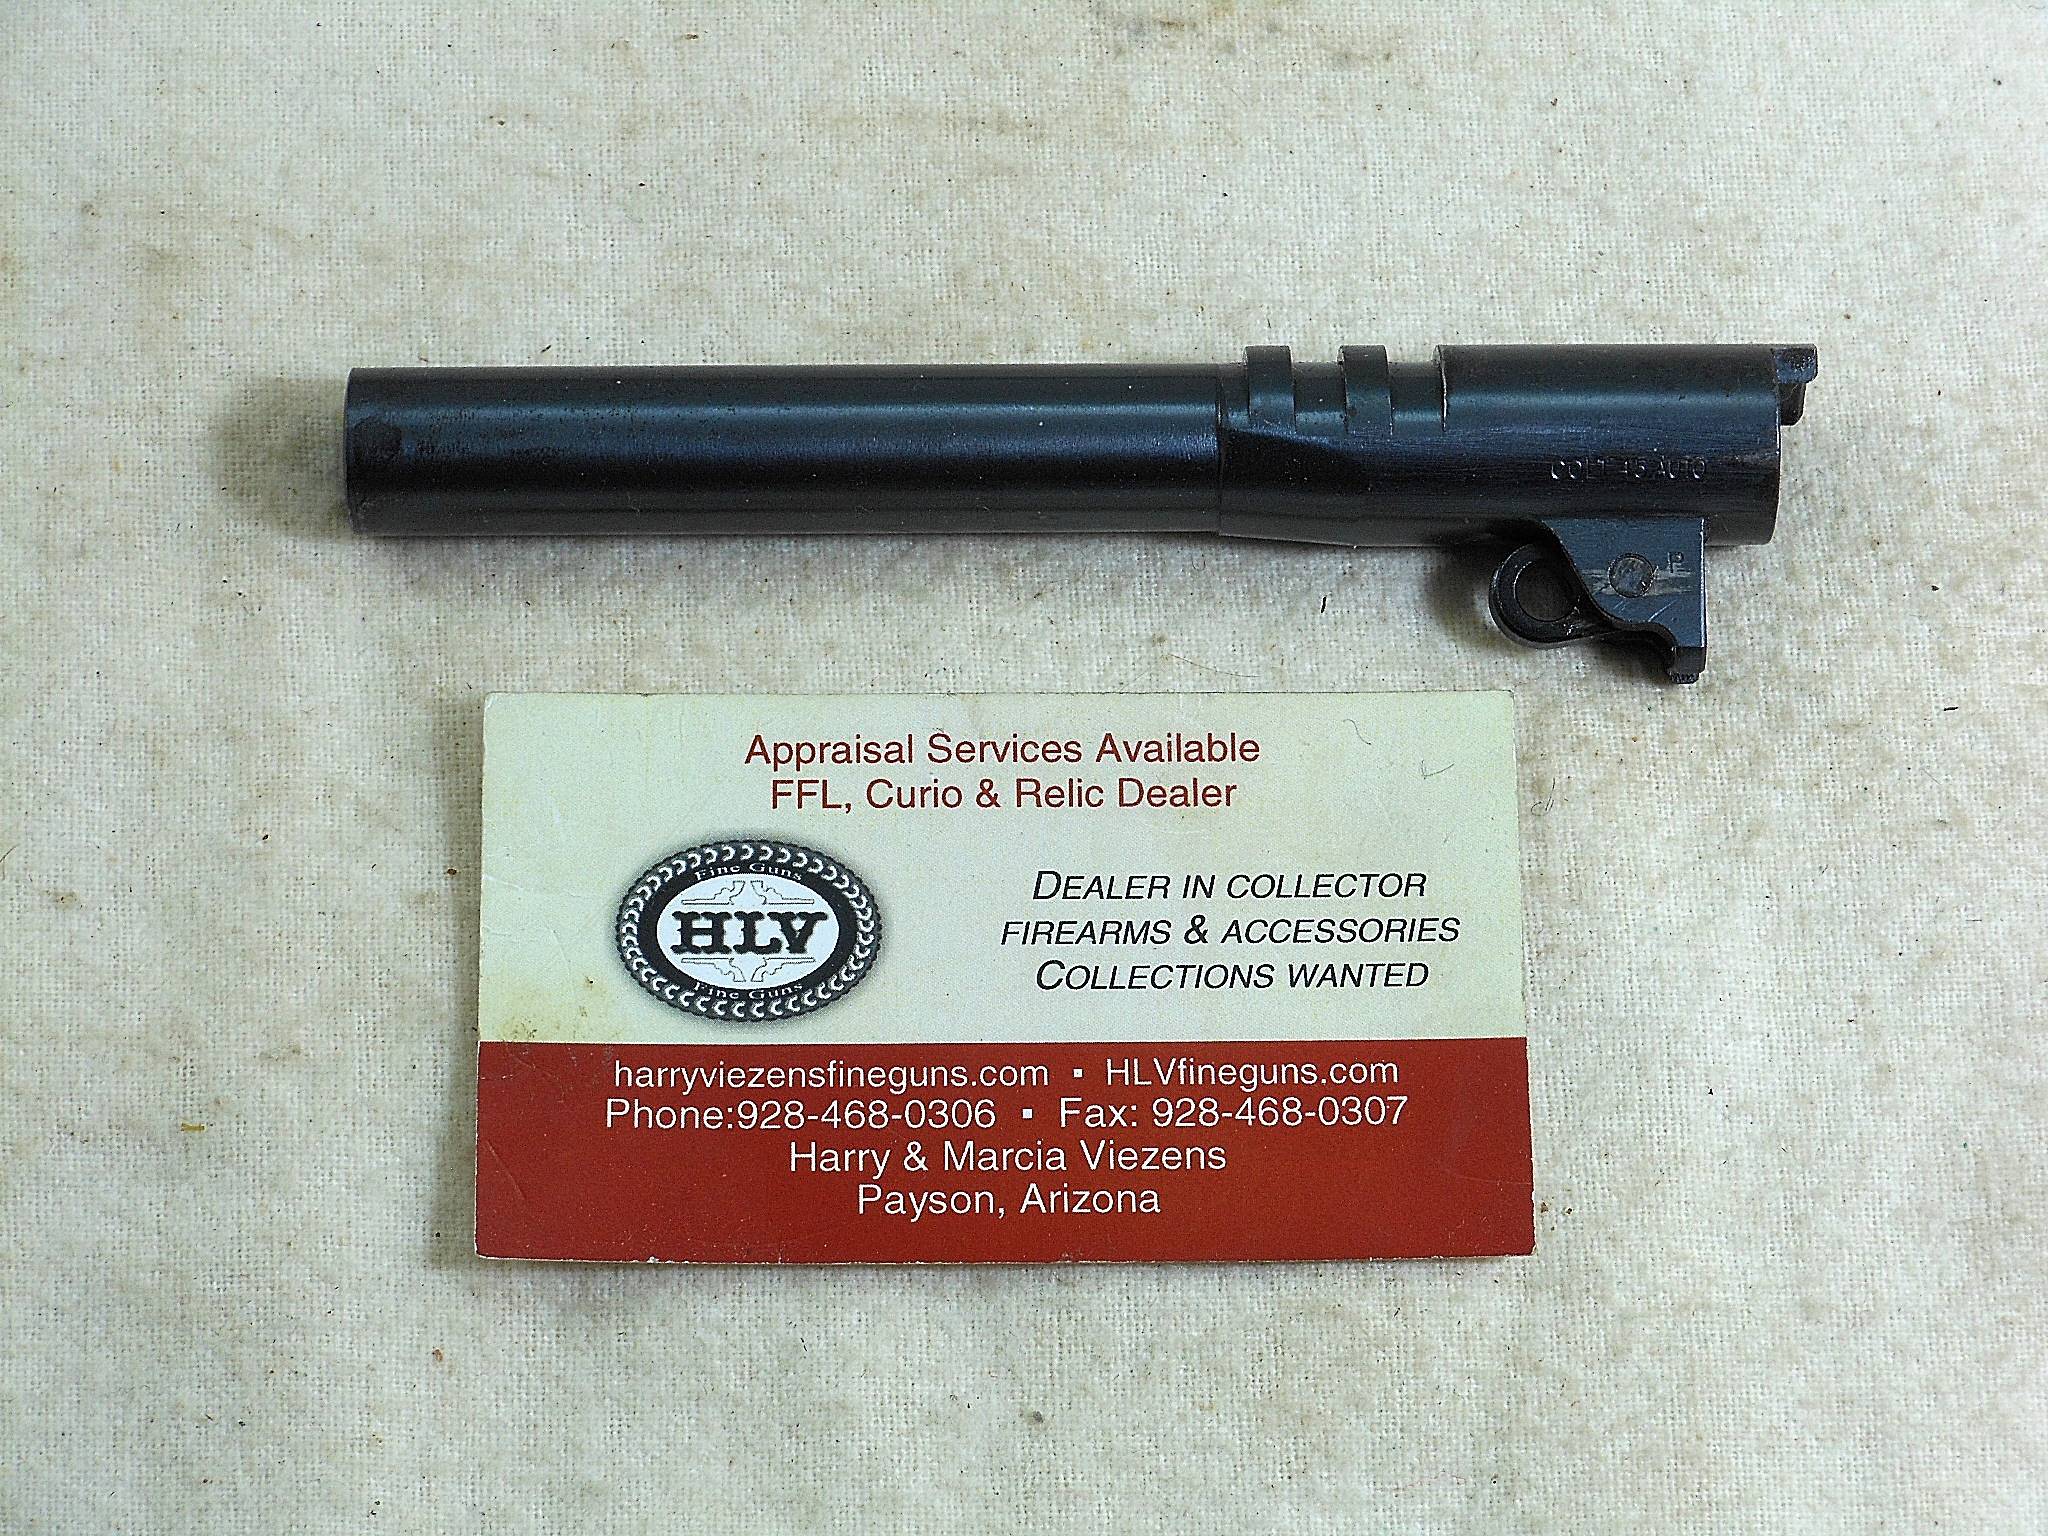 COLT 45 AUTO
P
Appraisal Services Available
FFL, Curio & Relic Dealer
Fine Guns
HLV
Fine Guns
DEALER IN COLLECTOR
FIREARMS & ACCESSORIES
COLLECTIONS WANTED
harryviezensfineguns.com ▪ HLVfineguns.com
Phone:928-468-0306 ▪ Fax: 928-468-0307
Harry & Marcia Viezens
Payson, Arizona